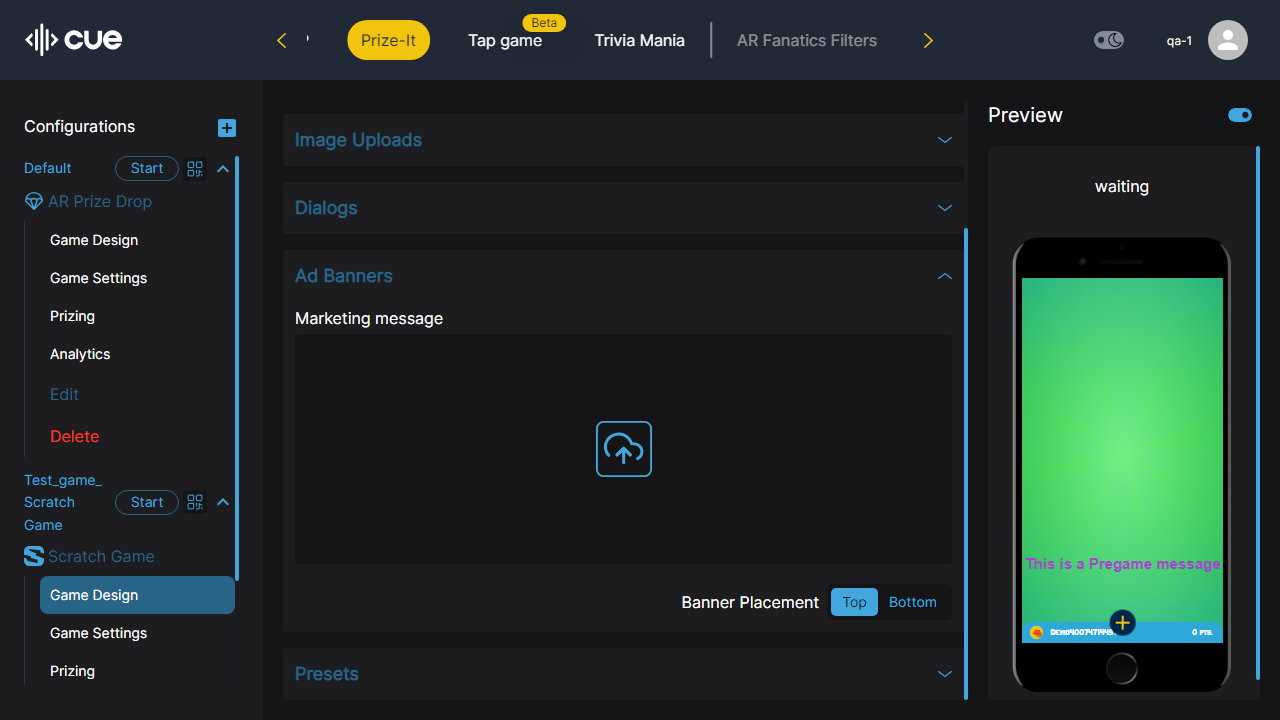 cue
Prize-It
Tap game
Beta
Trivia Mania
AR Fanatics Filters
qa-1
Configurations
Default
Start
AR Prize Drop
Game Design
Game Settings
Prizing
Analytics
Edit
Delete
Test_game_
Scratch
Game
Start
Scratch Game
Game Design
Game Settings
Prizing
Image Uploads
Dialogs
Ad Banners
Marketing message
Banner Placement
Top
Bottom
Presets
Preview
waiting
This is a Pregame message
0 PTS.